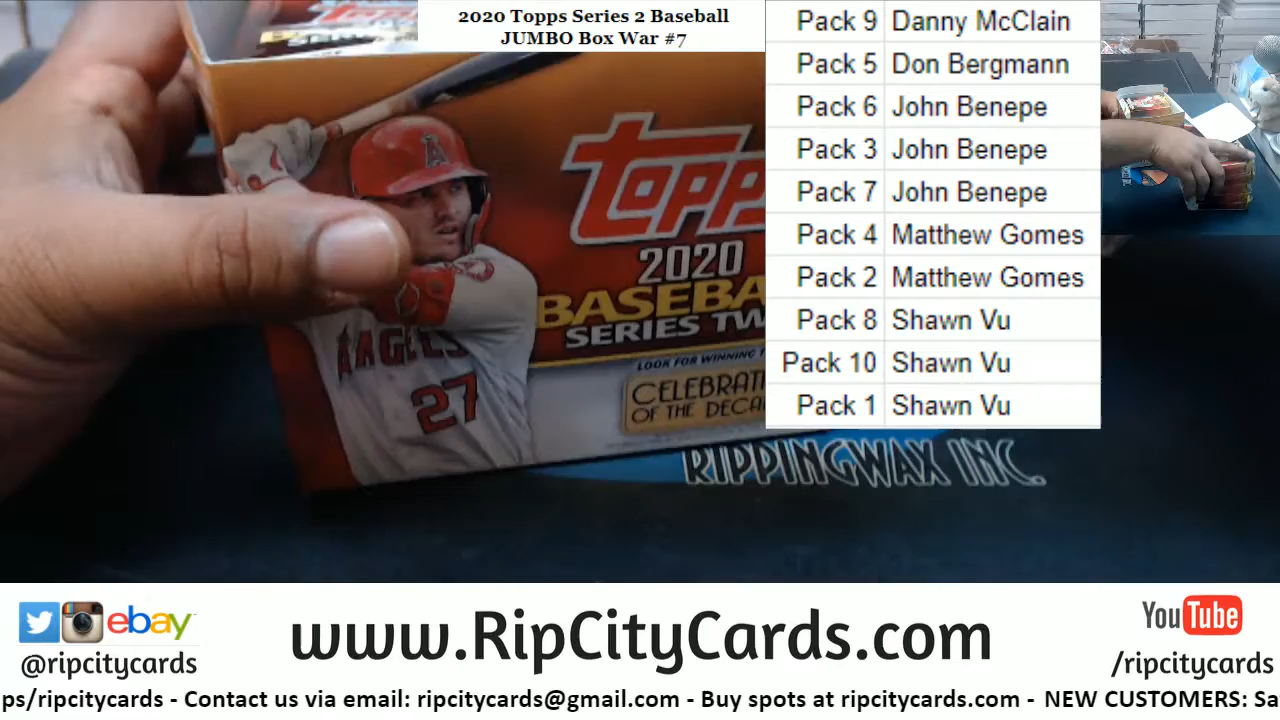 2020 Topps Series 2 Baseball
JUMBO Box War #7
Pack 9 Danny McClain
Pack 5 Don Bergmann
Pack 6 John Benepe
Pack 3 John Benepe
Pack 7 John Benepe
Pack 4 Matthew Gomes
Pack 2 Matthew Gomes
Pack 8 Shawn Vu
Pack 10 Shawn Vu
Pack 1 Shawn Vu
topps
2020
BASEBA
SERIES TW
LOOK FOR WINNING
CELEBRAT
OF THE DECA
A
ANGELS
27
RIPPINGWAX INC.
ebay
@ripcitycards
www.RipCityCards.com
YouTube
/ripcitycards
ps/ripcitycards - Contact us via email: ripcitycards@gmail.com - Buy spots at ripcitycards.com - NEW CUSTOMERS: Sa